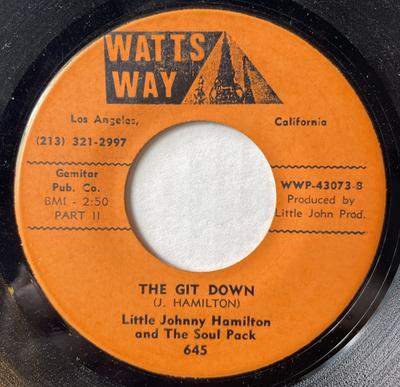 WATTS
WAY
Los Angeles, California
(213) 321-2997
Gemitar
Pub. Co.
BMI - 2:50
PART II
WWP-43073-B
Produced by
Little John Prod.
THE GIT DOWN
(J. HAMILTON)
Little Johnny Hamilton
and The Soul Pack
645